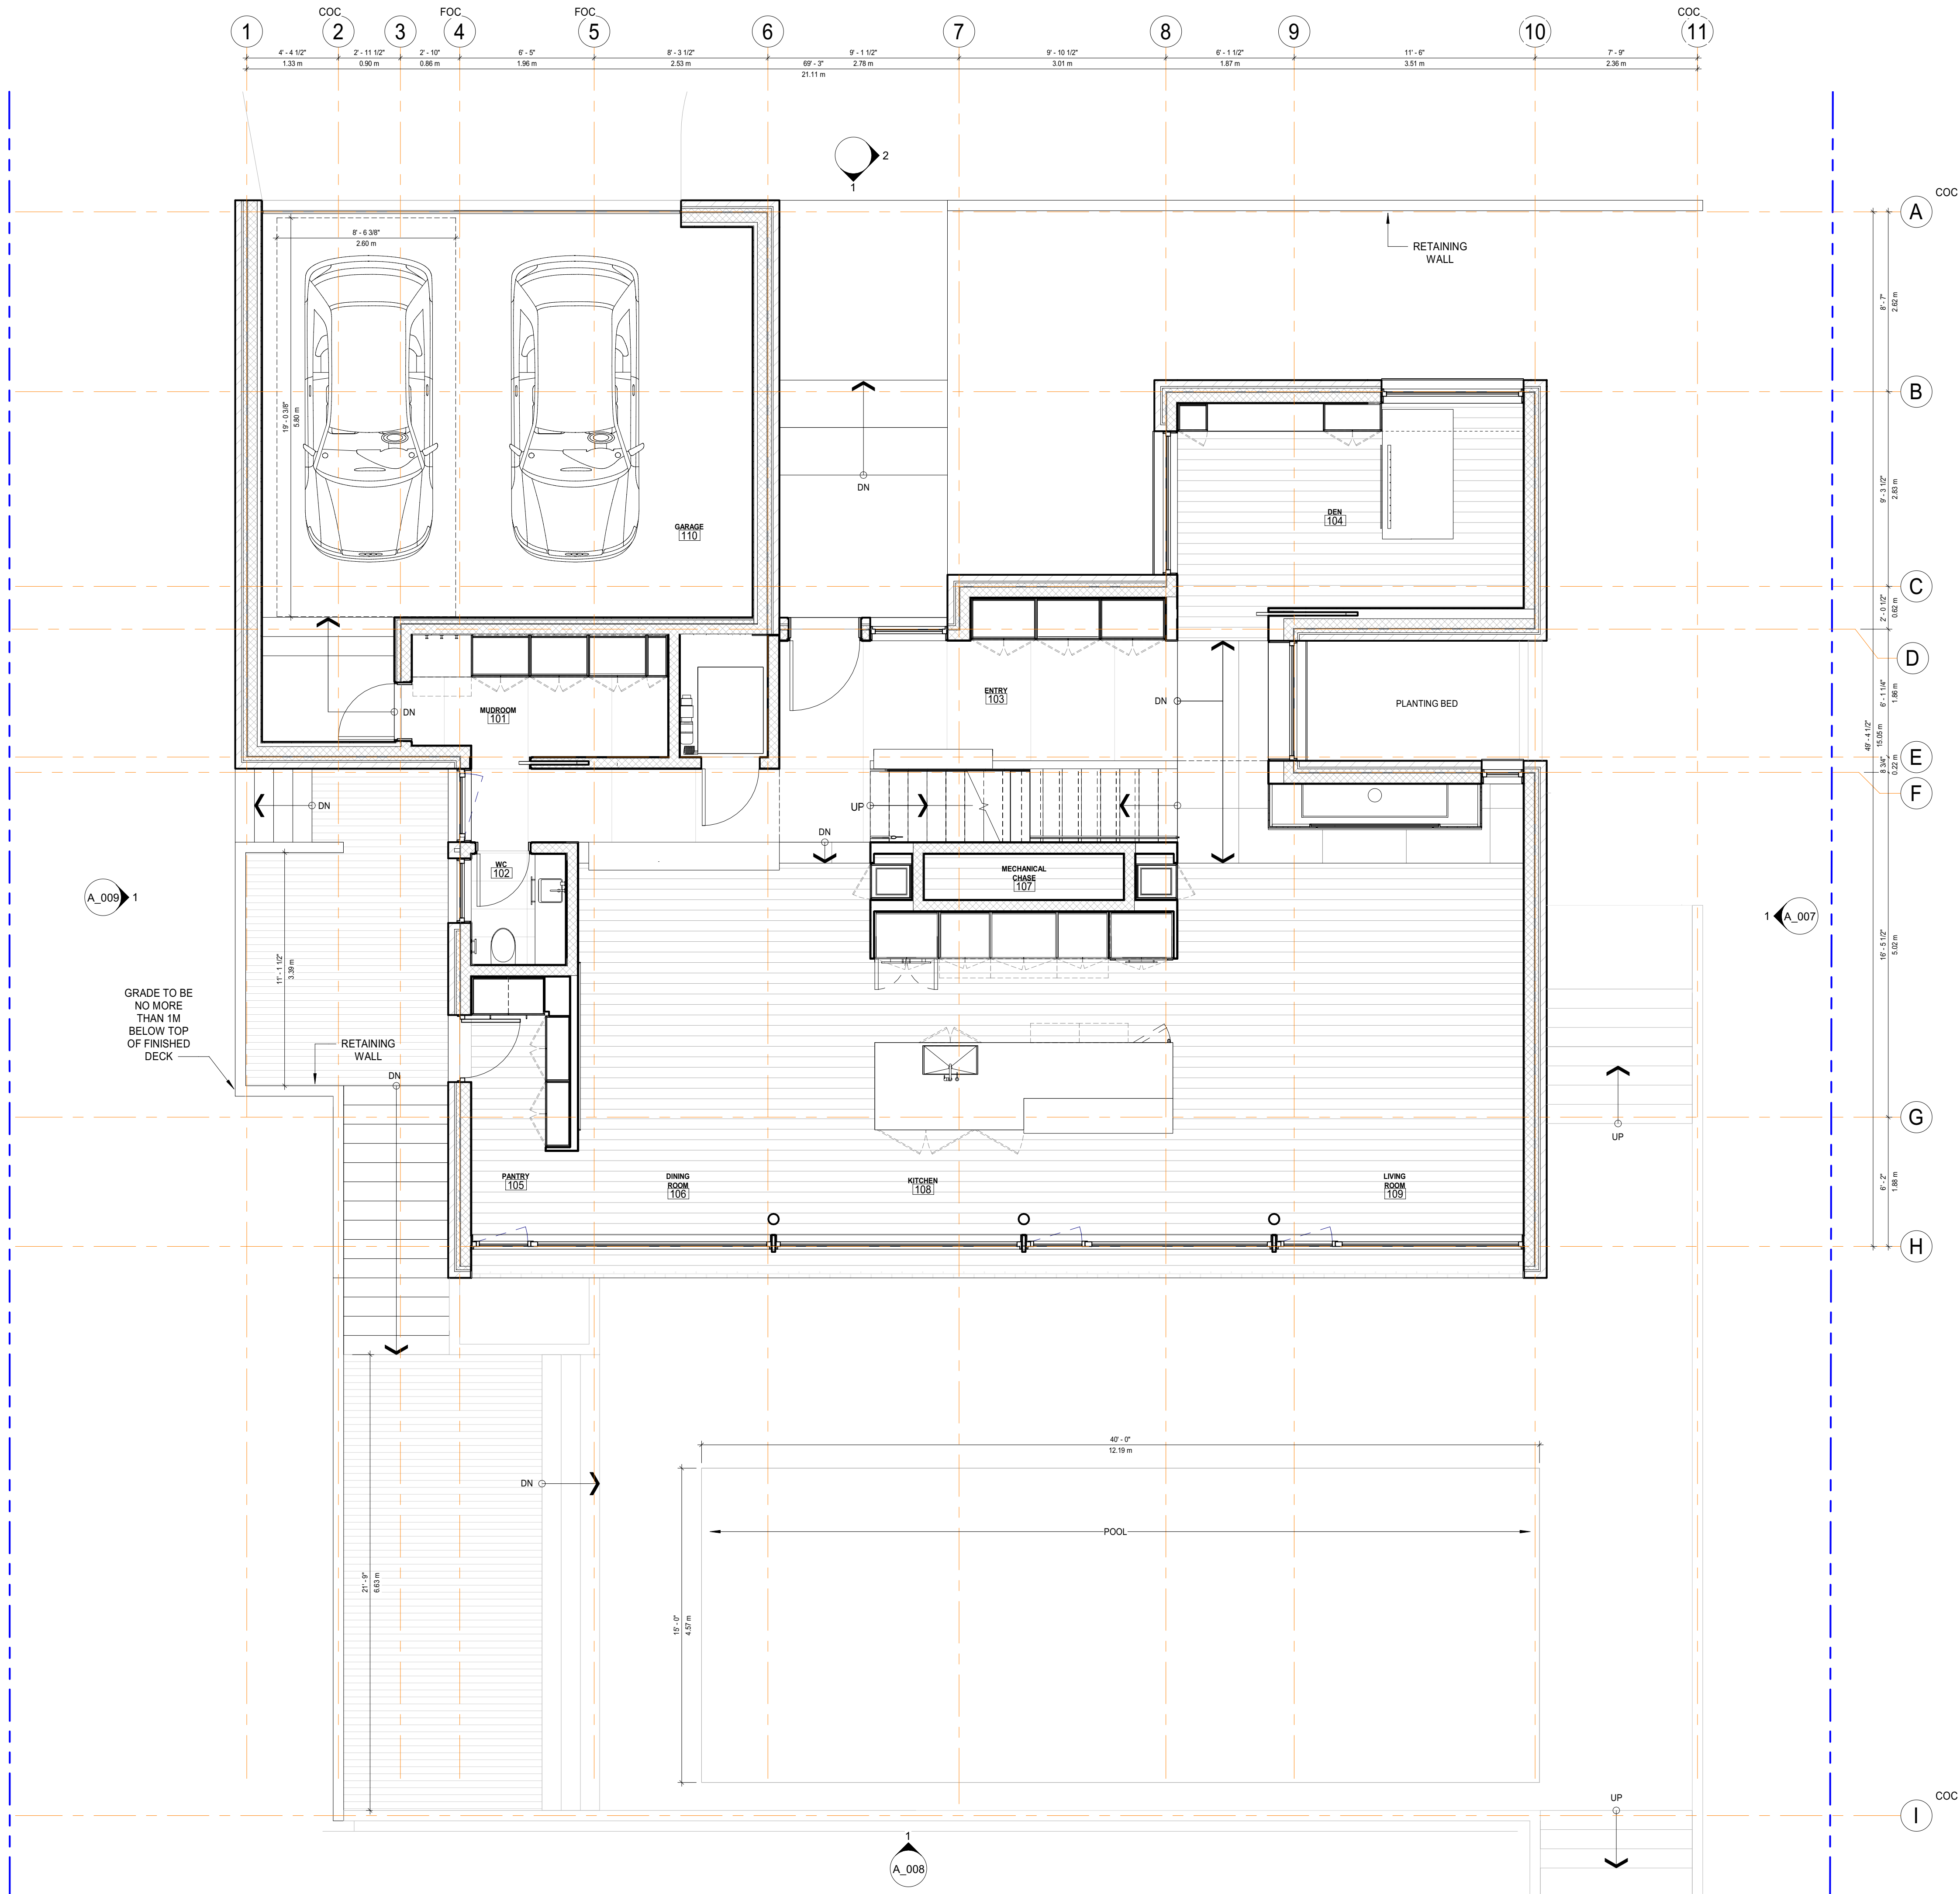 COC
FOC
FOC
COC
1
2
3
4
5
6
7
8
9
10
11
4' - 4 1/2"
2' - 11 1/2"
2' - 10"
6' - 5"
8' - 3 1/2"
9' - 1 1/2"
9' - 10 1/2"
6' - 1 1/2"
11' - 6"
7' - 9"
1.33 m
0.90 m
0.86 m
1.96 m
2.53 m
69' - 3"
2.78 m
3.01 m
1.87 m
3.51 m
2.36 m
21.11 m
2
1
COC
A
8' - 6 3/8"
2.60 m
RETAINING
WALL
8' - 7"
2.62 m
B
19' - 0 3/8"
5.80 m
DN
9' - 3 1/2"
2.83 m
GARAGE
110
DEN
104
C
2' - 0 1/2"
0.62 m
D
MUDROOM
101
DN
ENTRY
103
DN
PLANTING BED
6' - 1 1/4"
1.86 m
49' - 4 1/2"
15.05 m
E
8 3/4"
0.22 m
F
DN
UP
DN
WC
102
MECHANICAL
CHASE
107
A_009
1
1
A_007
11' - 1 1/2"
3.39 m
16' - 5 1/2"
5.02 m
GRADE TO BE
NO MORE
THAN 1M
BELOW TOP
OF FINISHED
DECK
RETAINING
WALL
DN
G
UP
PANTRY
105
DINING
ROOM
106
KITCHEN
108
LIVING
ROOM
109
6' - 2"
1.88 m
H
40' - 0"
12.19 m
DN
POOL
21' - 9"
6.63 m
15' - 0"
4.57 m
UP
COC
I
1
A_008